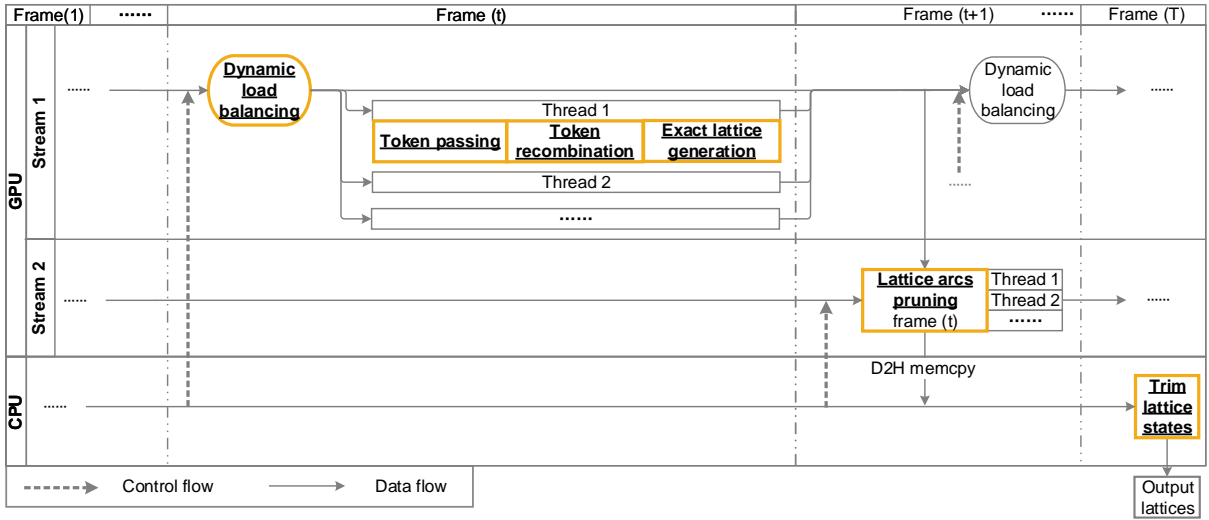 Frame(1)
······
Frame (t)
Frame (t+1)
······
Frame (T)
GPU
Stream 1
······
Dynamic
load
balancing
Thread 1
Token passing
Token
recombination
Exact lattice
generation
Thread 2
······
Dynamic
load
balancing
······
······
Stream 2
······
Lattice arcs
pruning
frame (t)
Thread 1
Thread 2
······
······
D2H memcpy
CPU
······
Trim
lattice
states
Control flow
Data flow
Output
lattices